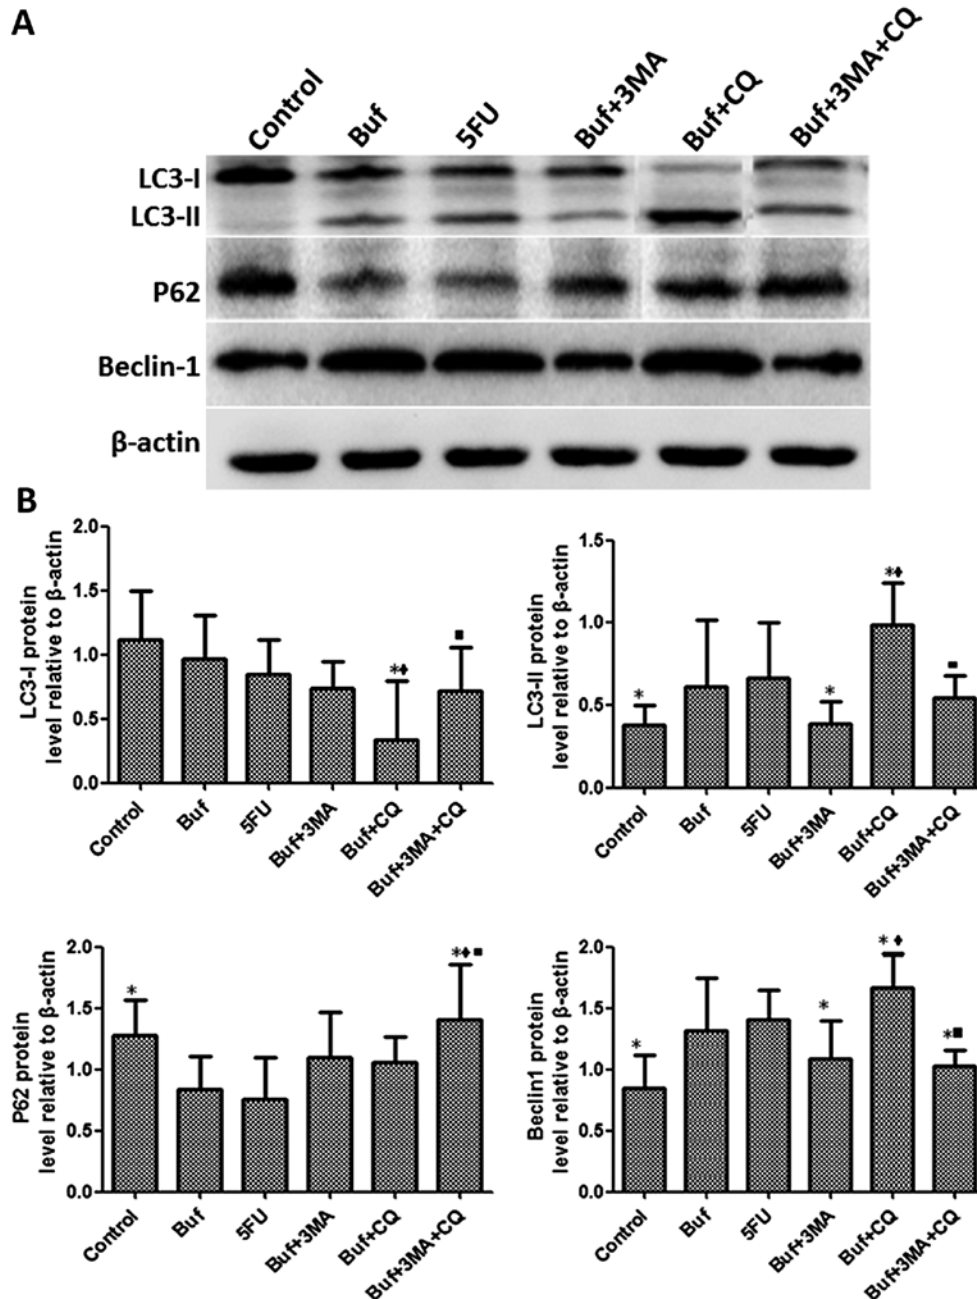 A
Control Buf 5FU Buf+3MA Buf+CQ Buf+3MA+CQ
LC3-I
LC3-II
P62
Beclin-1
β-actin
B
LC3-I protein
level relative to β-actin
2.0
1.5
1.0
0.5
0.0
*♦
■
Control Buf 5FU Buf+3MA Buf+CQ Buf+3MA+CQ
LC3-II protein
level relative to β-actin
1.5
1.0
0.5
0.0
*
*
*♦
■
Control Buf 5FU Buf+3MA Buf+CQ Buf+3MA+CQ
P62 protein
level relative to β-actin
2.0
1.5
1.0
0.5
0.0
*
*♦■
Control Buf 5FU Buf+3MA Buf+CQ Buf+3MA+CQ
Beclin1 protein
level relative to β-actin
2.0
1.5
1.0
0.5
0.0
*
*
*♦
*■
Control Buf 5FU Buf+3MA Buf+CQ Buf+3MA+CQ